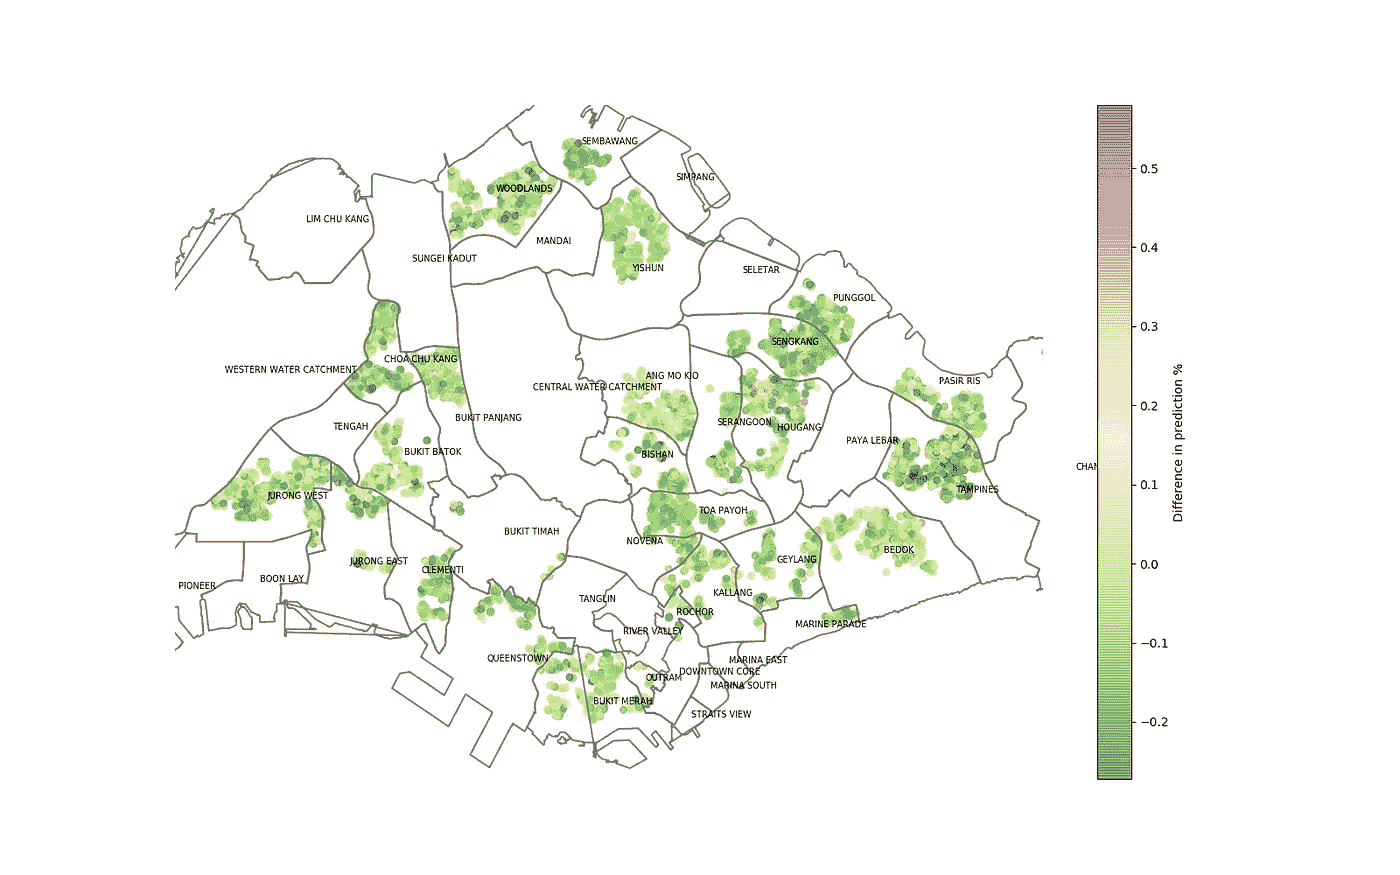 SEMBAWANG
SIMPANG
WOODLANDS
LIM CHU KANG
MANDAI
SUNGEI KADUT
YISHUN
SELETAR
PUNGGOL
SENGKANG
CHOA CHU KANG
WESTERN WATER CATCHMENT
ANG MO KIO
CENTRAL WATER CATCHMENT
PASIR RIS
BUKIT PANJANG
TENGAH
SERANGOON
HOUGANG
PAYA LEBAR
BUKIT BATOK
BISHAN
CHAN
JURONG WEST
TAMPINES
TOA PAYOH
BUKIT TIMAH
NOVENA
BEDOK
JURONG EAST
GEYLANG
CLEMENTI
PIONEER
BOON LAY
KALLANG
TANGLIN
ROCHOR
MARINE PARADE
RIVER VALLEY
QUEENSTOWN
MARINA EAST
DOWNTOWN CORE
OUTRAM
MARINA SOUTH
BUKIT MERAH
STRAITS VIEW
0.5
0.4
0.3
0.2
0.1
0.0
−0.1
−0.2
Difference in prediction %